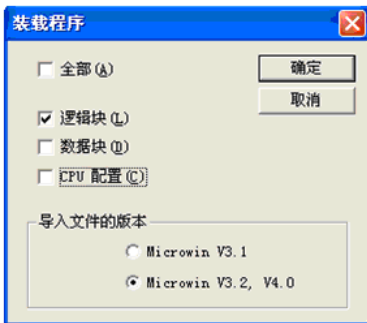 装载程序
全部(A)
确定
取消
逻辑块(L)
数据块(D)
CPU 配置(C)
导入文件的版本
Microwin V3.1
Microwin V3.2, V4.0